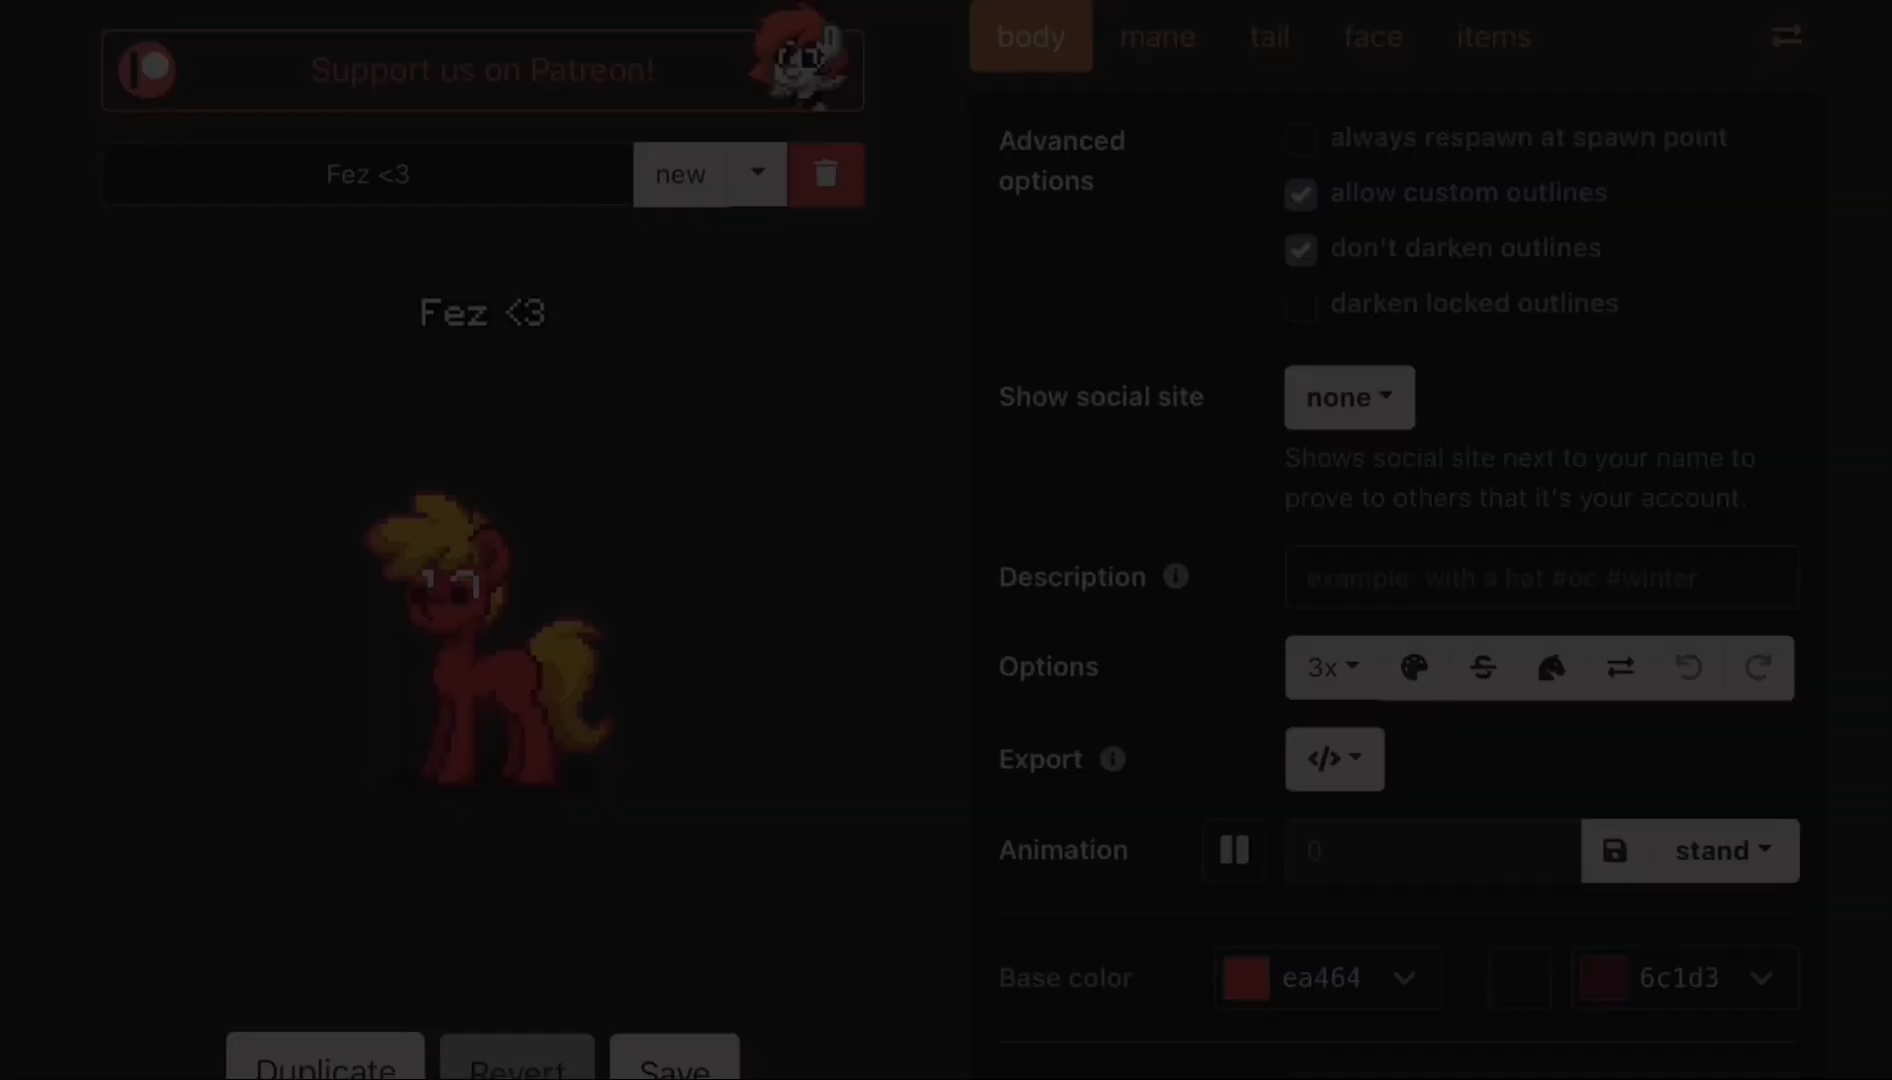 Support us on Patreon!
Fez <3
new
Fez <3
Duplicate
Revert
Save
body
mane
tail
face
items
Advanced
options
always respawn at spawn point
allow custom outlines
don't darken outlines
darken locked outlines
Show social site
none
Shows social site next to your name to
prove to others that it's your account.
Description
example: with a hat #oc #winter
Options
3x
Export
</>
Animation
0
stand
Base color
ea464
6c1d3